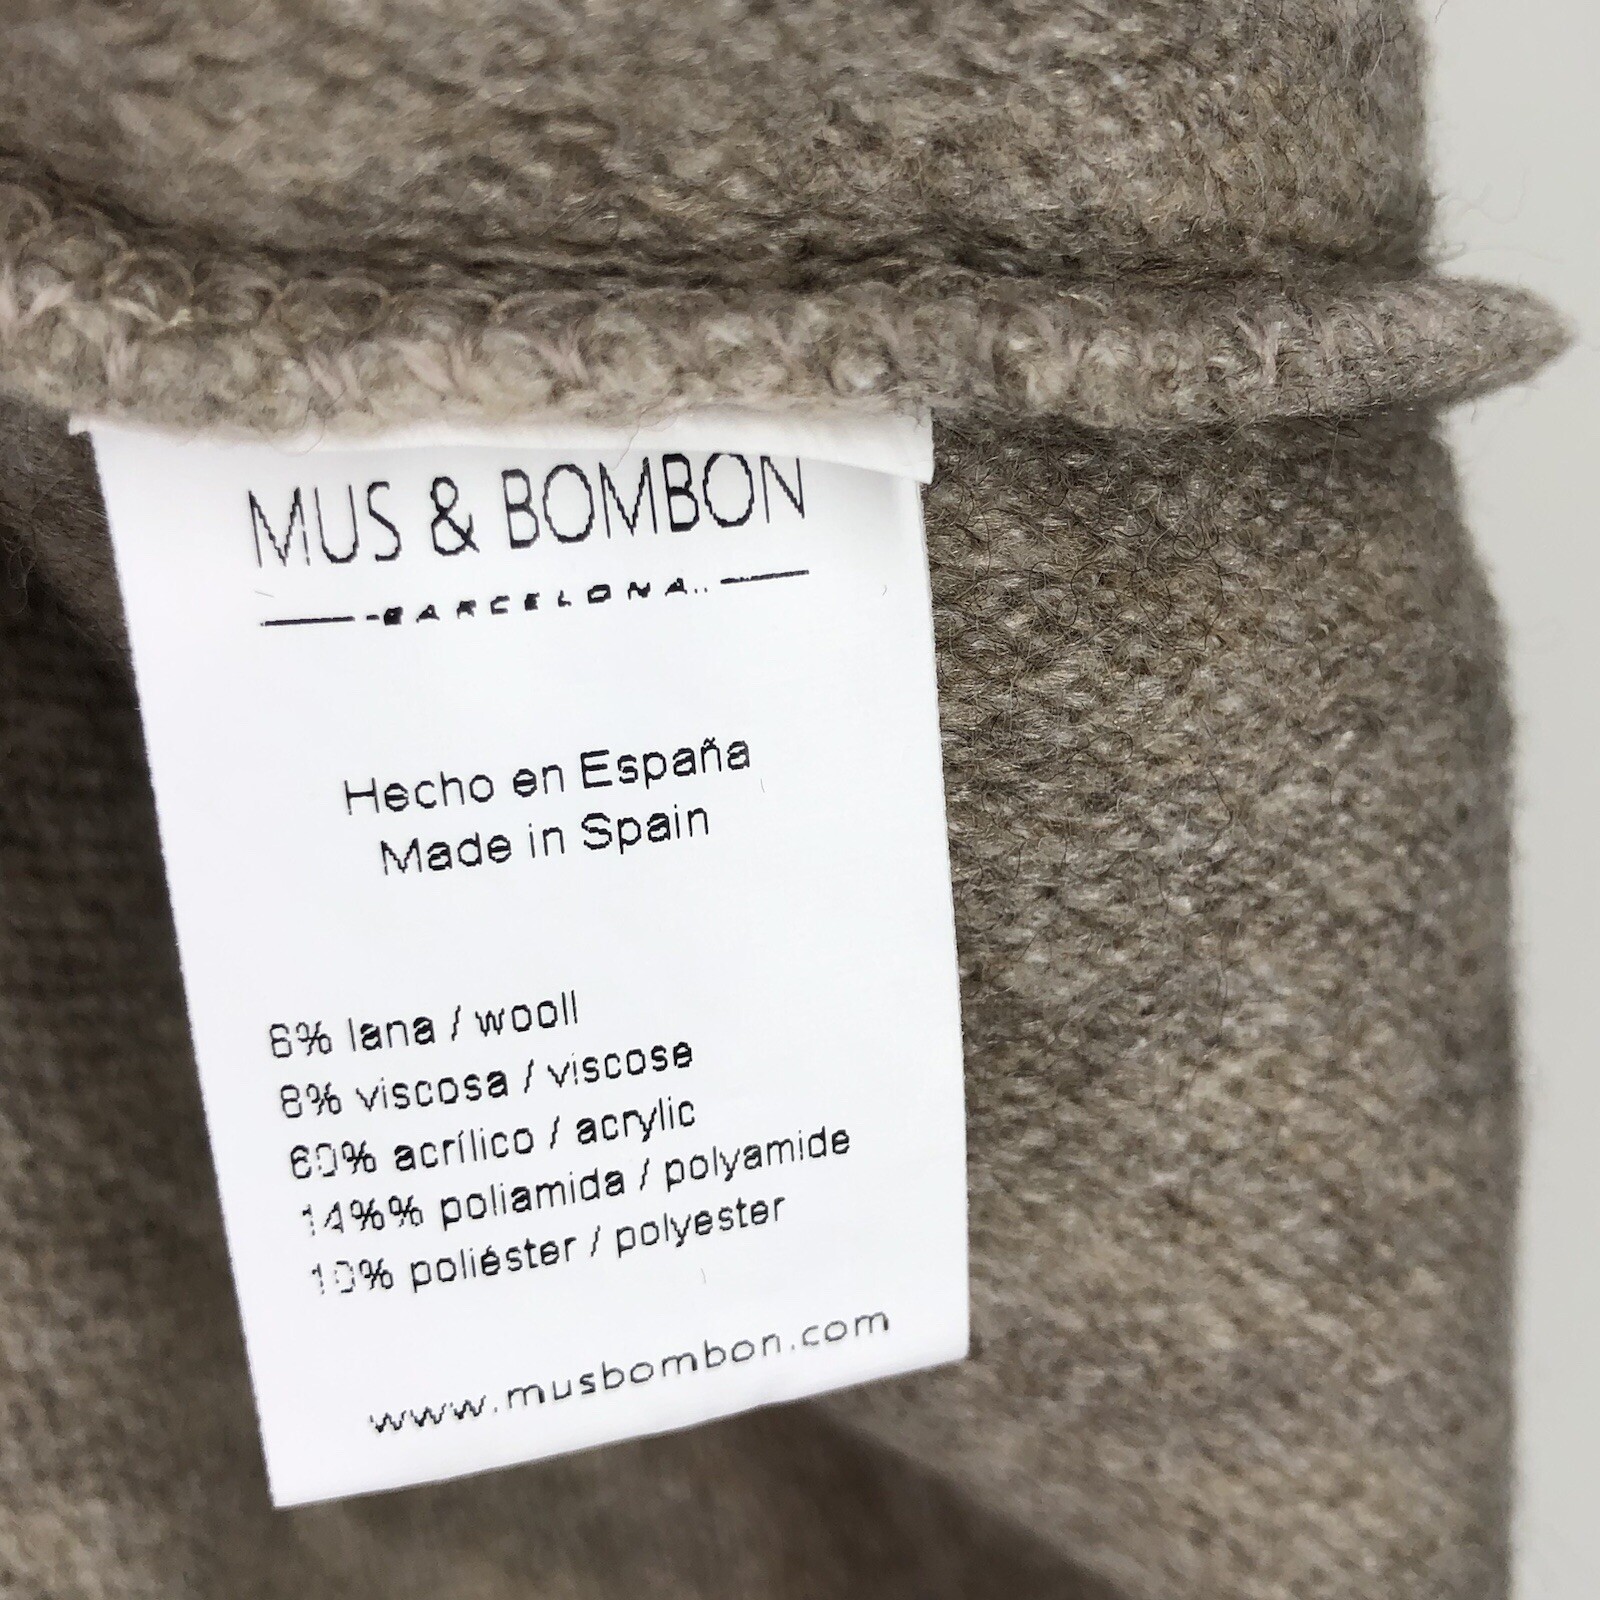 MUS & BOMBON
BARCELONA
Hecho en España
Made in Spain
6% lana / wooll
8% viscosa / viscose
60% acrílico / acrylic
14%% poliamida / polyamide
10% poliéster / polyester
www.musbombon.com